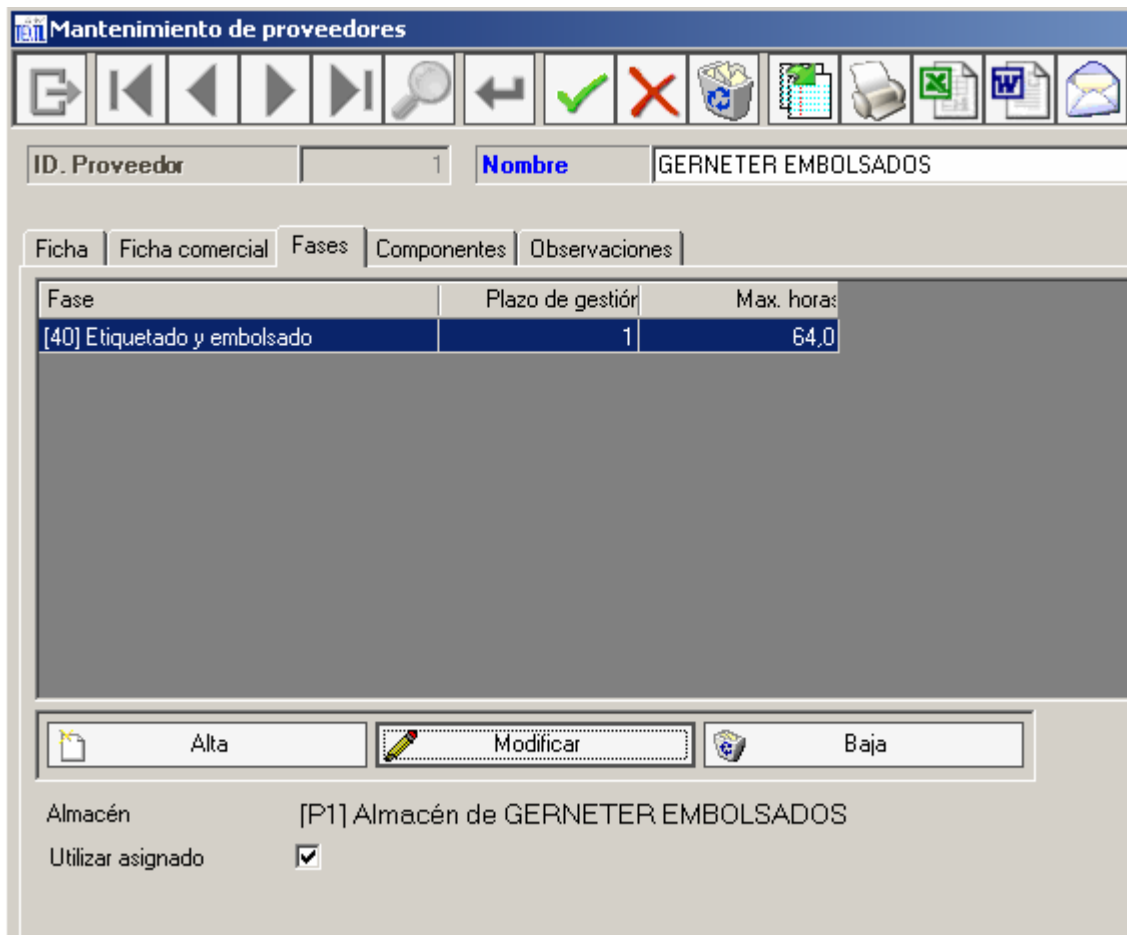 Mantenimiento de proveedores
ID. Proveedor 1 Nombre GERNETER EMBOLSADOS
Ficha Ficha comercial Fases Componentes Observaciones
Fase Plazo de gestión Max. horas
[40] Etiquetado y embolsado 1 64,0
Alta Modificar Baja
Almacén [P1] Almacén de GERNETER EMBOLSADOS
Utilizar asignado